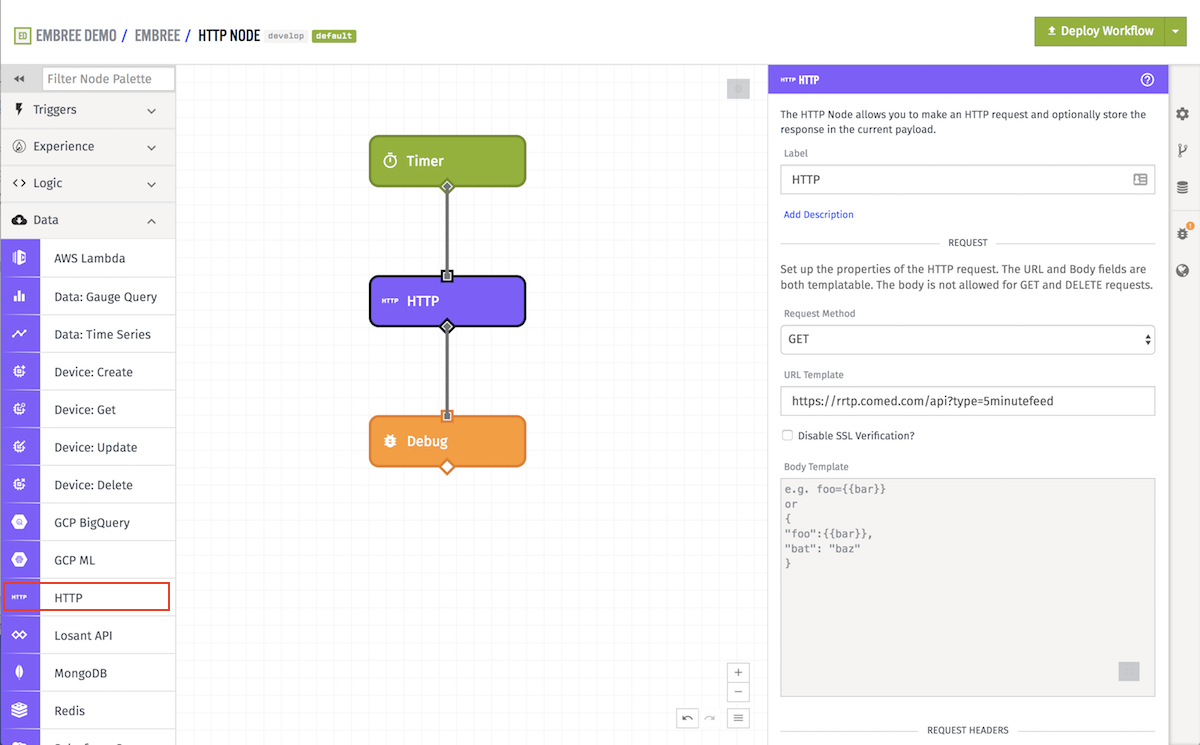 ED EMBREE DEMO / EMBREE / HTTP NODE develop default
Deploy Workflow
Filter Node Palette
Triggers
Experience
Logic
Data
AWS Lambda
Data: Gauge Query
Data: Time Series
Device: Create
Device: Get
Device: Update
Device: Delete
GCP BigQuery
GCP ML
HTTP HTTP
Losant API
MongoDB
Redis
Timer
HTTP HTTP
Debug
HTTP HTTP
The HTTP Node allows you to make an HTTP request and optionally store the
response in the current payload.
Label
HTTP
Add Description
REQUEST
Set up the properties of the HTTP request. The URL and Body fields are
both templatable. The body is not allowed for GET and DELETE requests.
Request Method
GET
URL Template
https://rrtp.comed.com/api?type=5minutefeed
Disable SSL Verification?
Body Template
e.g. foo={{bar}}
or
{
"foo":{{bar}},
"bat": "baz"
}
REQUEST HEADERS